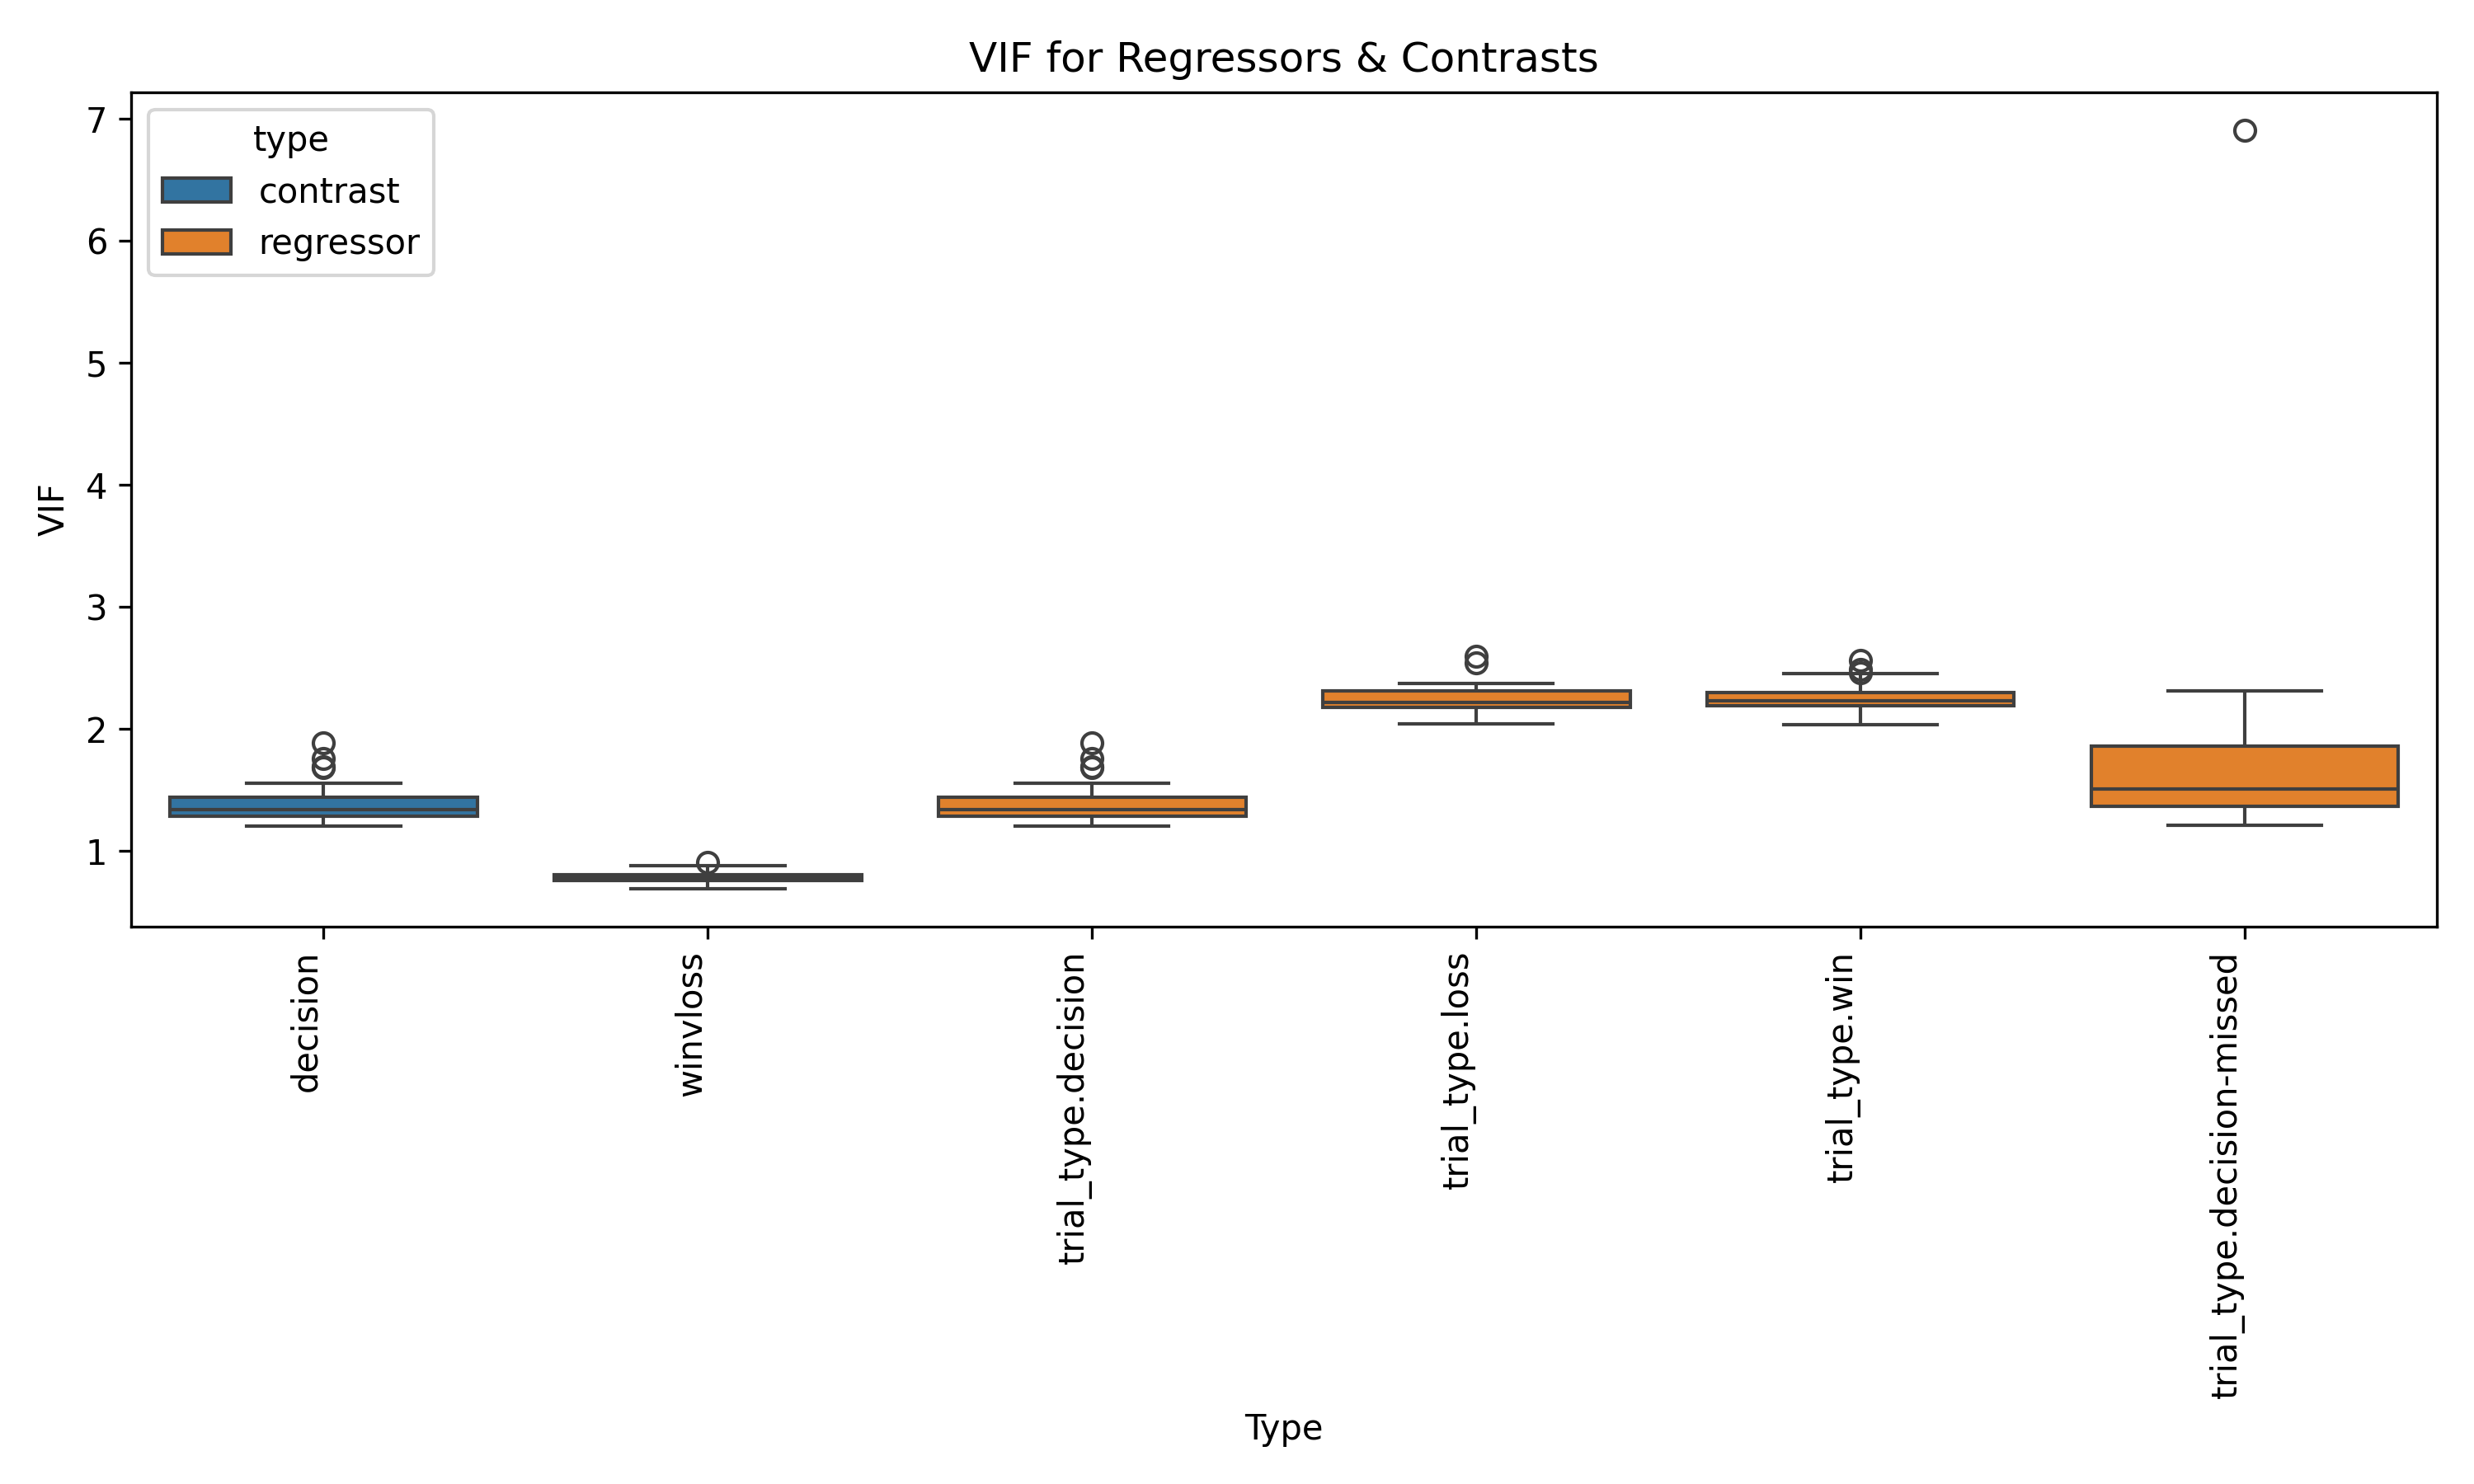 VIF for Regressors & Contrasts
type
contrast
regressor
VIF
7
6
5
4
3
2
1
decision
winvloss
trial_type.decision
trial_type.loss
trial_type.win
trial_type.decision-missed
Type